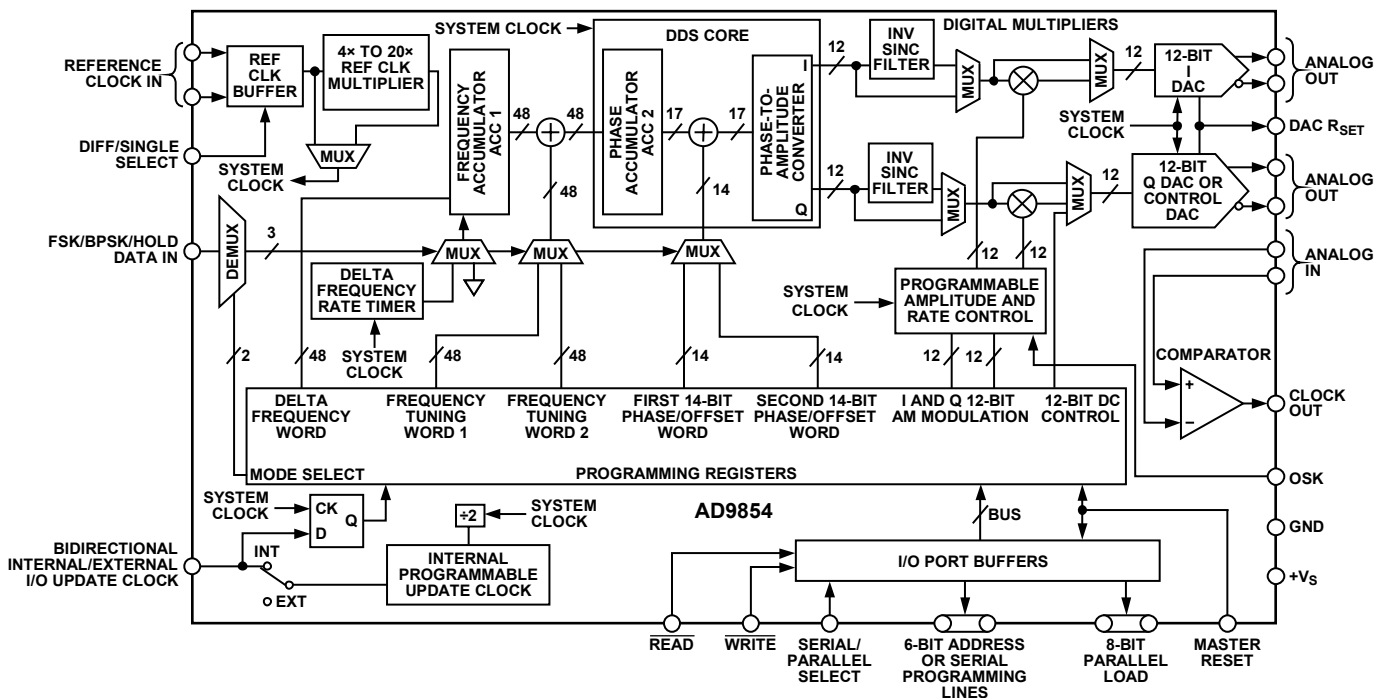 SYSTEM CLOCK
DIGITAL MULTIPLIERS
DDS CORE
REFERENCE
CLOCK IN
REF
CLK
BUFFER
4× TO 20×
REF CLK
MULTIPLIER
FREQUENCY
ACCUMULATOR
ACC 1
48
48
PHASE
ACCUMULATOR
ACC 2
17
17
PHASE-TO-
AMPLITUDE
CONVERTER
I
Q
12
INV
SINC
FILTER
MUX
MUX
12
12-BIT
I
DAC
ANALOG
OUT
SYSTEM
CLOCK
DAC RSET
DIFF/SINGLE
SELECT
MUX
SYSTEM
CLOCK
48
14
12
INV
SINC
FILTER
MUX
MUX
12
12-BIT
Q DAC OR
CONTROL
DAC
ANALOG
OUT
FSK/BPSK/HOLD
DATA IN
DEMUX
3
MUX
MUX
MUX
12
12
ANALOG
IN
DELTA
FREQUENCY
RATE TIMER
SYSTEM
CLOCK
SYSTEM
CLOCK
PROGRAMMABLE
AMPLITUDE AND
RATE CONTROL
2
48
48
48
14
14
12
12
COMPARATOR
+
–
CLOCK
OUT
DELTA
FREQUENCY
WORD
FREQUENCY
TUNING
WORD 1
FREQUENCY
TUNING
WORD 2
FIRST 14-BIT
PHASE/OFFSET
WORD
SECOND 14-BIT
PHASE/OFFSET
WORD
I AND Q 12-BIT
AM MODULATION
12-BIT DC
CONTROL
MODE SELECT
PROGRAMMING REGISTERS
OSK
SYSTEM
CLOCK
CK
Q
D
÷2
SYSTEM
CLOCK
AD9854
BUS
GND
BIDIRECTIONAL
INTERNAL/EXTERNAL
I/O UPDATE CLOCK
INT
EXT
INTERNAL
PROGRAMMABLE
UPDATE CLOCK
I/O PORT BUFFERS
+VS
READ
WRITE
SERIAL/
PARALLEL
SELECT
6-BIT ADDRESS
OR SERIAL
PROGRAMMING
LINES
8-BIT
PARALLEL
LOAD
MASTER
RESET